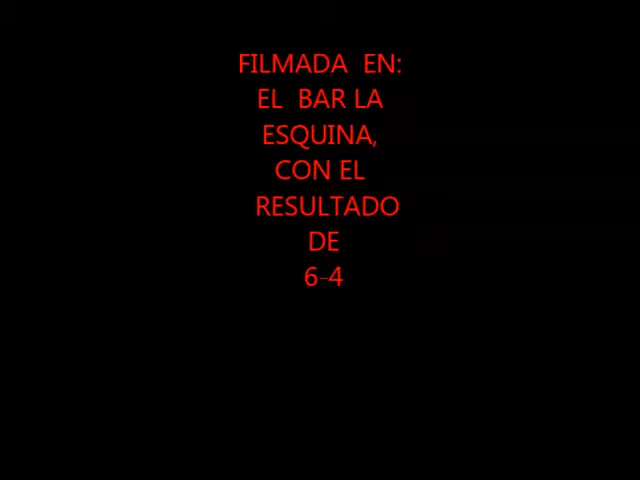 FILMADA EN:
EL BAR LA
ESQUINA,
CON EL
RESULTADO
DE
6-4